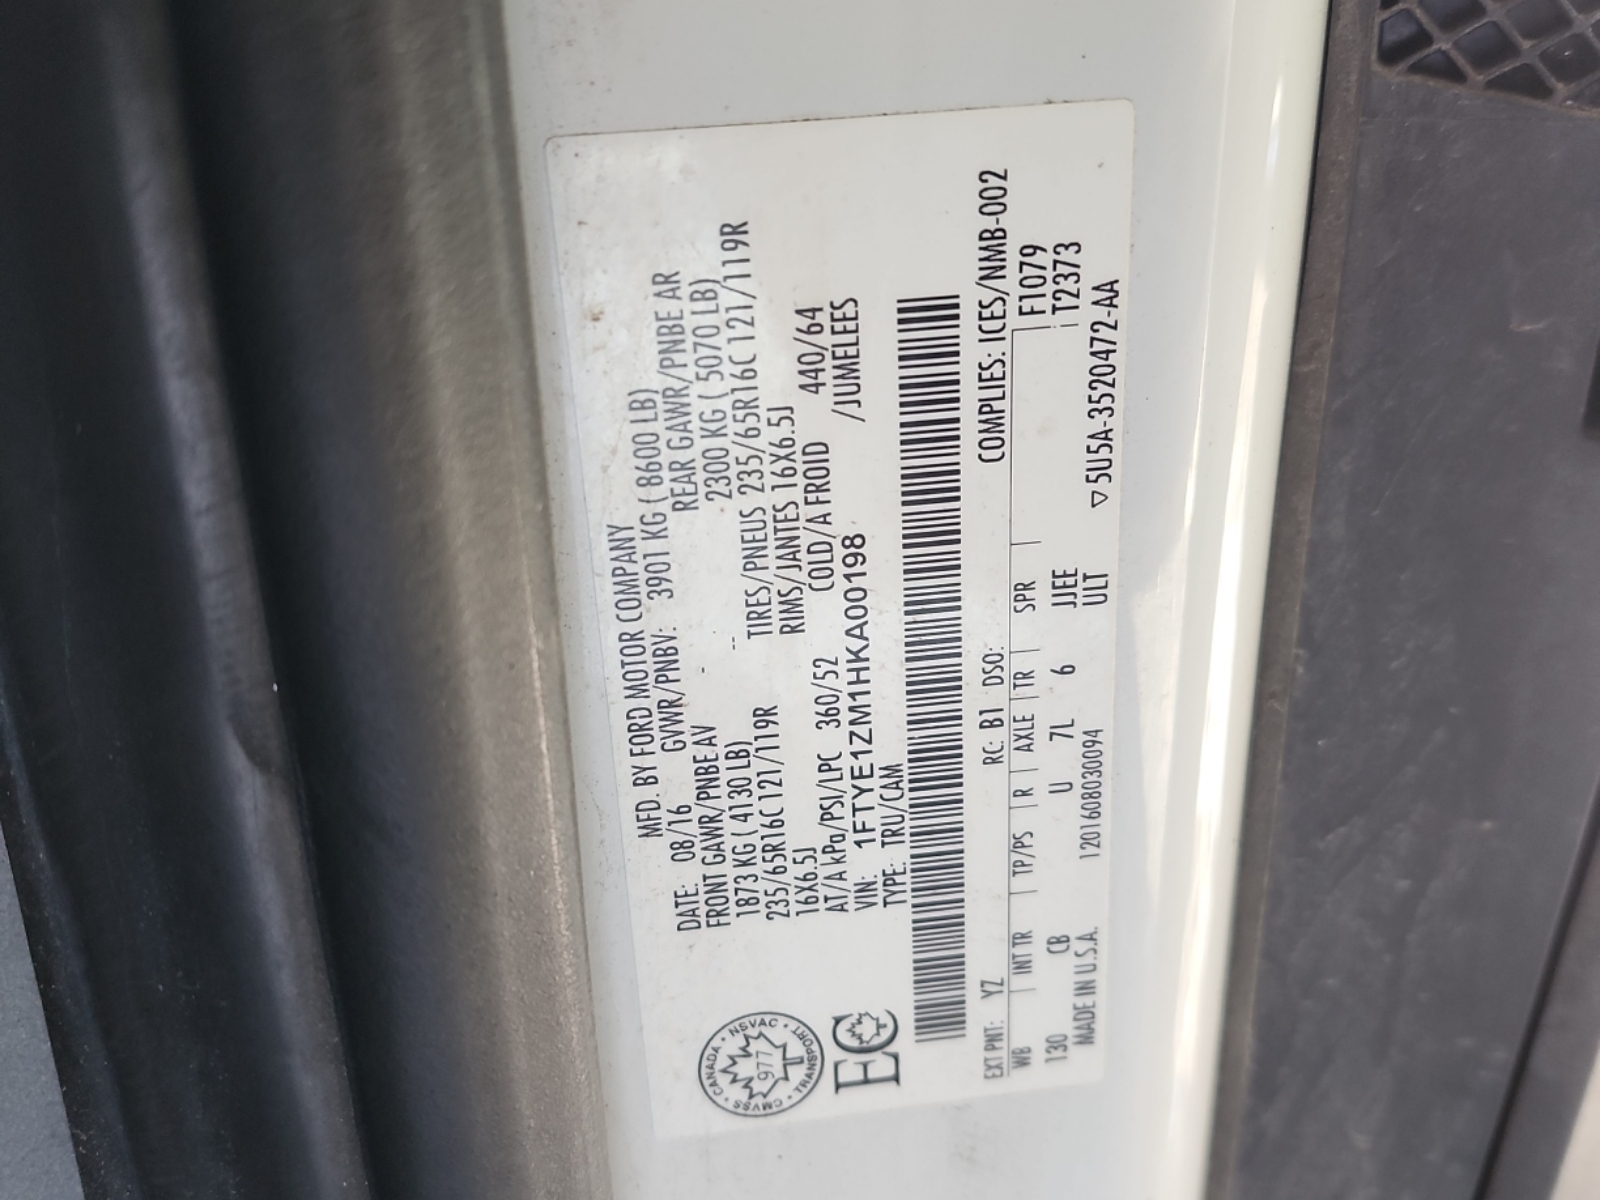 MFD. BY FORD MOTOR COMPANY
DATE: 08/16 GVWR/PNBV: 3901 KG ( 8600 LB)
FRONT GAWR/PNBE AV REAR GAWR/PNBE AR
1873 KG ( 4130 LB) 2300 KG ( 5070 LB)
235/65R16C 121/119R TIRES/PNEUS 235/65R16C 121/119R
16X6.5J RIMS/JANTES 16X6.5J
AT/A kPa/PSI/LPC 360/52 COLD/A FROID 440/64
VIN: 1FTYE1ZM1HKA00198 /JUMELEES
TYPE: TRU/CAM
CANADA • NSVAC • TRANSPORT • CMVSS •
977 T
EC
COMPLIES: ICES/NMB-002
EXT PNT: YZ RC: B1 DSO: F1079
WB INT TR TP/PS R AXLE TR SPR T2373
130 CB U 7L 6 JJEE
MADE IN U.S.A. 1201608030094 ULT ▽5U5A-3520472-AA